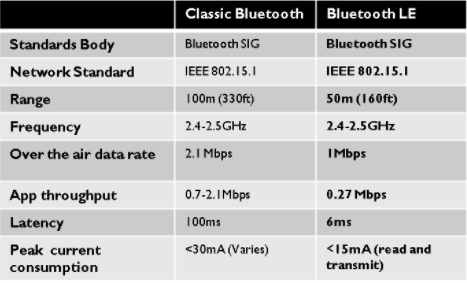 Classic Bluetooth Bluetooth LE
Standards Body Bluetooth SIG Bluetooth SIG
Network Standard IEEE 802.15.1 IEEE 802.15.1
Range 100m (330ft) 50m (160ft)
Frequency 2.4-2.5GHz 2.4-2.5GHz
Over the air data rate 2.1Mbps 1Mbps
App throughput 0.7-2.1Mbps 0.27 Mbps
Latency 100ms 6ms
Peak current <30mA (Varies) <15mA (read and
consumption transmit)